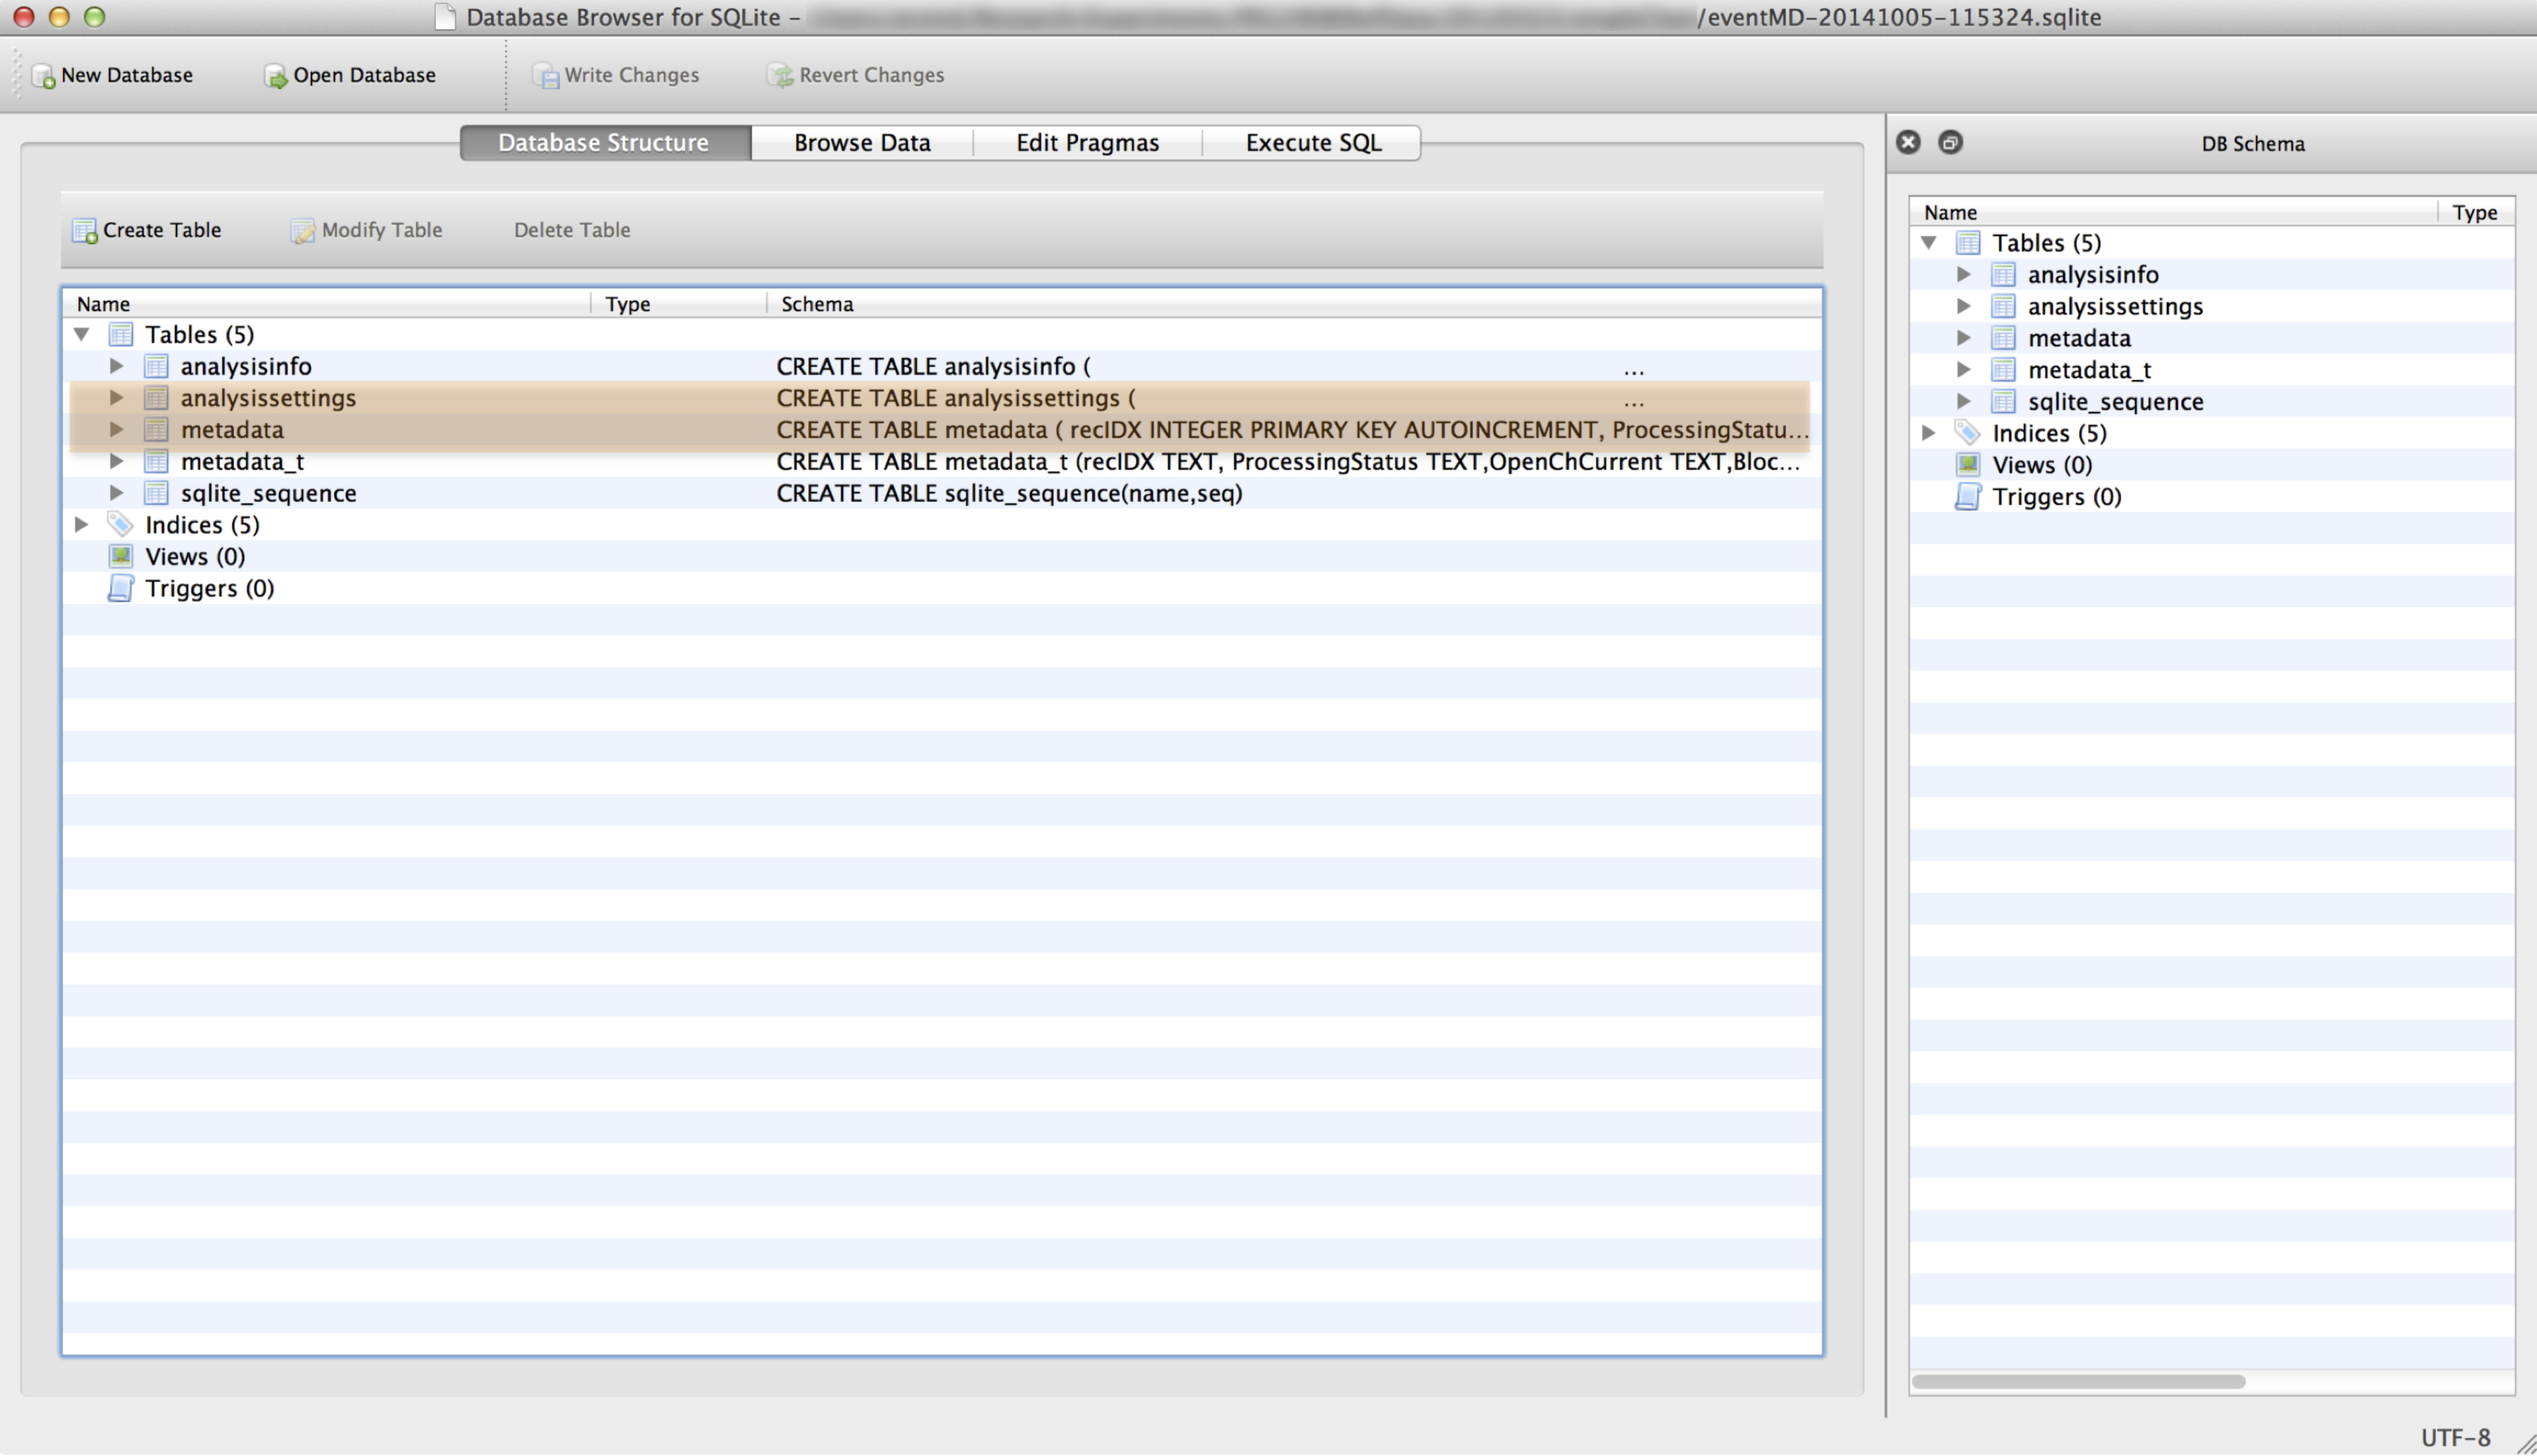 Database Browser for SQLite – /eventMD-20141005-115324.sqlite
New Database Open Database Write Changes Revert Changes
Database Structure Browse Data Edit Pragmas Execute SQL
Create Table Modify Table Delete Table
Name Type Schema
Tables (5)
analysisinfo CREATE TABLE analysisinfo ( ...
analysissettings CREATE TABLE analysissettings ( ...
metadata CREATE TABLE metadata ( recIDX INTEGER PRIMARY KEY AUTOINCREMENT, ProcessingStatu...
metadata_t CREATE TABLE metadata_t (recIDX TEXT, ProcessingStatus TEXT,OpenChCurrent TEXT,Bloc...
sqlite_sequence CREATE TABLE sqlite_sequence(name,seq)
Indices (5)
Views (0)
Triggers (0)
DB Schema
Name Type
Tables (5)
analysisinfo
analysissettings
metadata
metadata_t
sqlite_sequence
Indices (5)
Views (0)
Triggers (0)
UTF-8